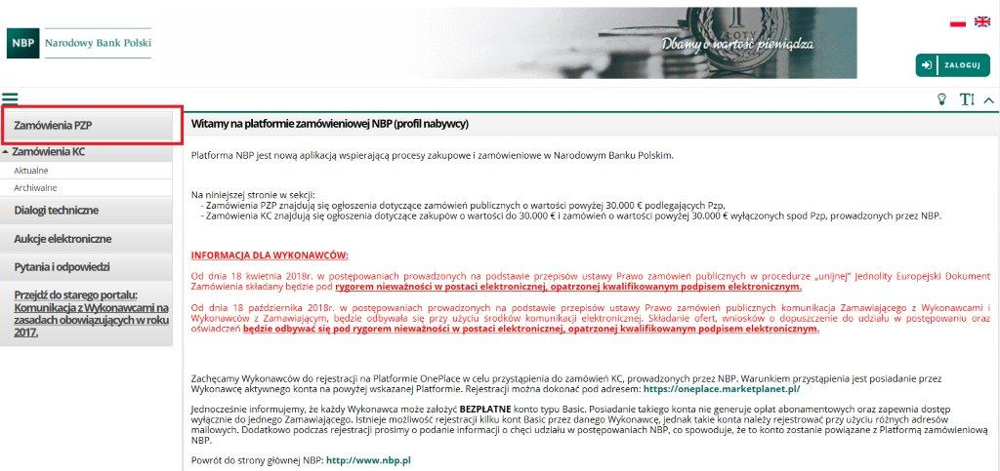 NBP Narodowy Bank Polski
Dbamy o wartość pieniądza
ZALOGUJ
Zamówienia PZP
Zamówienia KC
Aktualne
Archiwalne
Dialogi techniczne
Aukcje elektroniczne
Pytania i odpowiedzi
Przejdź do starego portalu:
Komunikacja z Wykonawcami na
zasadach obowiązujących w roku
2017.
Witamy na platformie zamówieniowej NBP (profil nabywcy)
Platforma NBP jest nową aplikacją wspierającą procesy zakupowe i zamówieniowe w Narodowym Banku Polskim.
Na niniejszej stronie w sekcji:
- Zamówienia PZP znajdują się ogłoszenia dotyczące zamówień publicznych o wartości powyżej 30.000 € podlegających Pzp,
- Zamówienia KC znajdują się ogłoszenia dotyczące zakupów o wartości do 30.000 € i zamówień o wartości powyżej 30.000 € wyłączonych spod Pzp, prowadzonych przez NBP.
INFORMACJA DLA WYKONAWCÓW:
Od dnia 18 kwietnia 2018r. w postępowaniach prowadzonych na podstawie przepisów ustawy Prawo zamówień publicznych w procedurze „unijnej” Jednolity Europejski Dokument
Zamówienia składany będzie pod rygorem nieważności w postaci elektronicznej, opatrzonej kwalifikowanym podpisem elektronicznym.
Od dnia 18 października 2018r. w postępowaniach prowadzonych na podstawie przepisów ustawy Prawo zamówień publicznych komunikacja Zamawiającego z Wykonawcami i
Wykonawców z Zamawiającym, będzie odbywała się przy użyciu środków komunikacji elektronicznej. Składanie ofert, wniosków o dopuszczenie do udziału w postępowaniu oraz
oświadczeń będzie odbywać się pod rygorem nieważności w postaci elektronicznej, opatrzonej kwalifikowanym podpisem elektronicznym.
Zachęcamy Wykonawców do rejestracji na Platformie OnePlace w celu przystąpienia do zamówień KC, prowadzonych przez NBP. Warunkiem przystąpienia jest posiadanie przez
Wykonawcę aktywnego konta na powyżej wskazanej Platformie. Rejestracji można dokonać pod adresem: https://oneplace.marketplanet.pl/
Jednocześnie informujemy, że każdy Wykonawca może założyć BEZPŁATNE konto typu Basic. Posiadanie takiego konta nie generuje opłat abonamentowych oraz zapewnia dostęp
wyłącznie do jednego Zamawiającego. Istnieje możliwość rejestracji kilku kont Basic przez danego Wykonawcę, jednak takie konta należy rejestrować przy użyciu różnych adresów
mailowych. Dodatkowo podczas rejestracji prosimy o podanie informacji o chęci udziału w postępowaniach NBP, co spowoduje, że to konto zostanie powiązane z Platformą zamówieniową
NBP.
Powrót do strony głównej NBP: http://www.nbp.pl